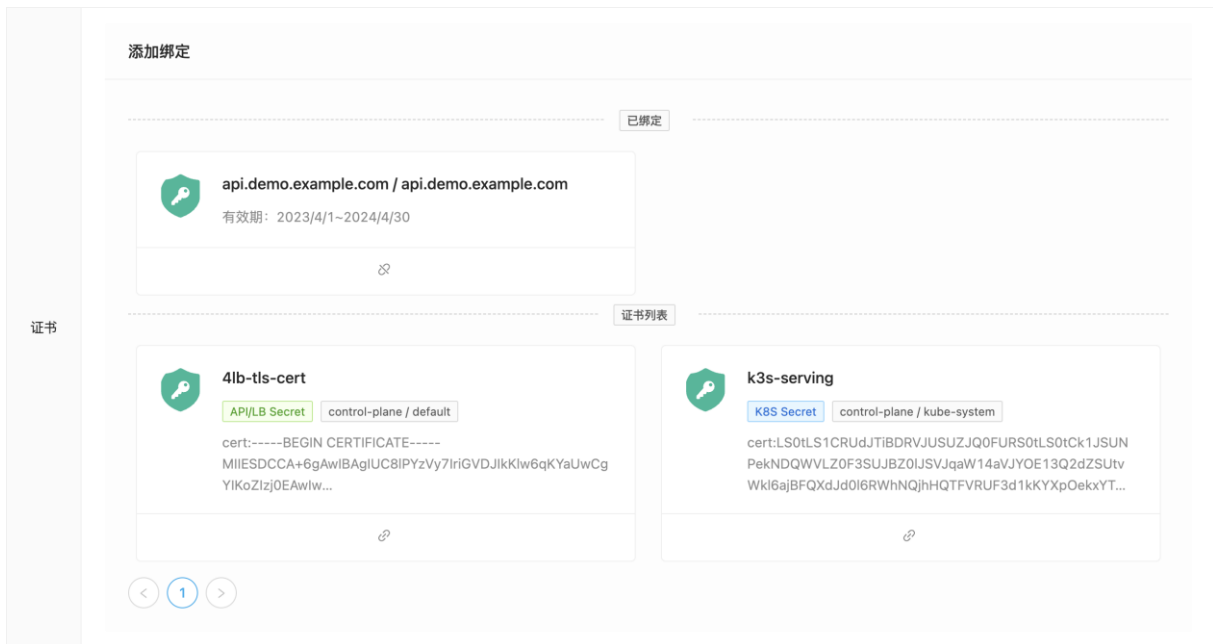 添加绑定
已绑定
api.demo.example.com / api.demo.example.com
有效期：2023/4/1~2024/4/30
证书
证书列表
4lb-tls-cert
API/LB Secret
control-plane / default
cert:-----BEGIN CERTIFICATE-----
MIIESDCCA+6gAwIBAgIUC8lPYzVy7IriGVDJlkKlw6qKYaUwCg
YIKoZIzj0EAwIw...
k3s-serving
K8S Secret
control-plane / kube-system
cert:LS0tLS1CRUdJTiBDRVJUSUZJQ0FURS0tLS0tCk1JSUN
PekNDQWVLZ0F3SUJBZ0lJSVJqaW14aVJYOE13Q2dZSUtv
Wkl6ajBFQXdJd0l6RWhNQjhHQTFVRUF3d1kKYXpOekxYT...
< 1 >